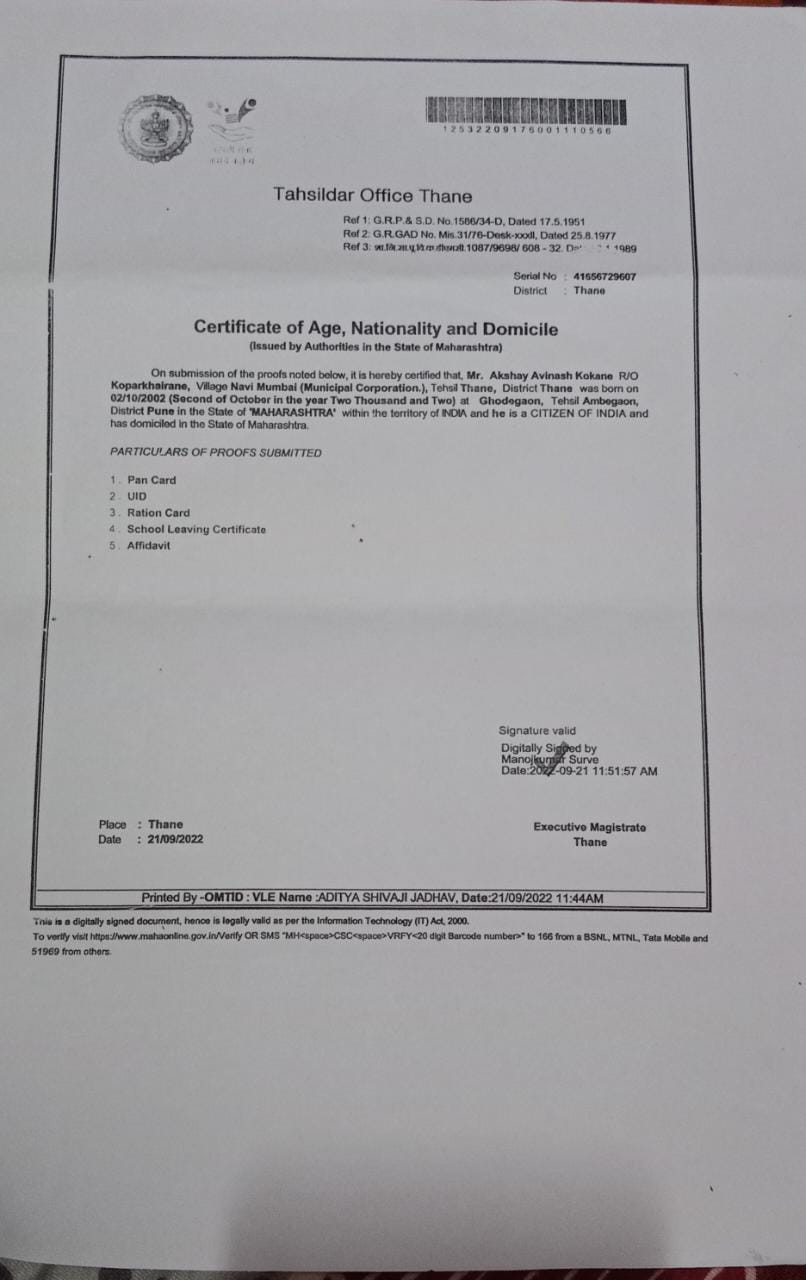 12532209176001110566
Tahsildar Office Thane
Ref 1: G.R.P.& S.D. No.1566/34-D, Dated 17.5.1951
Ref 2: G.R.GAD No. Mis.31/76-Desk-xxxII, Dated 25.8.1977
Ref 3: 1087/9698/ 608 - 32. 1989
Serial No : 41656729607
District : Thane
Certificate of Age, Nationality and Domicile
(Issued by Authorities in the State of Maharashtra)
On submission of the proofs noted below, it is hereby certified that, Mr. Akshay Avinash Kokane R/O
Koparkhairane, Village Navi Mumbai (Municipal Corporation.), Tehsil Thane, District Thane was born on
02/10/2002 (Second of October in the year Two Thousand and Two) at Ghodegaon, Tehsil Ambegaon,
District Pune in the State of 'MAHARASHTRA' within the territory of INDIA and he is a CITIZEN OF INDIA and
has domiciled in the State of Maharashtra.
PARTICULARS OF PROOFS SUBMITTED
1 . Pan Card
2 . UID
3 . Ration Card
4 . School Leaving Certificate
5 . Affidavit
Signature valid
Digitally Signed by
Manojkumar Surve
Date:2022-09-21 11:51:57 AM
Place : Thane
Date : 21/09/2022
Executive Magistrate
Thane
Printed By -OMTID : VLE Name :ADITYA SHIVAJI JADHAV, Date:21/09/2022 11:44AM
This is a digitally signed document, hence is legally valid as per the Information Technology (IT) Act, 2000.
To verify visit https://www.mahaonline.gov.in/Verify OR SMS "MH<space>CSC<space>VRFY<20 digit Barcode number>" to 166 from a BSNL, MTNL, Tata Mobile and
51969 from others.